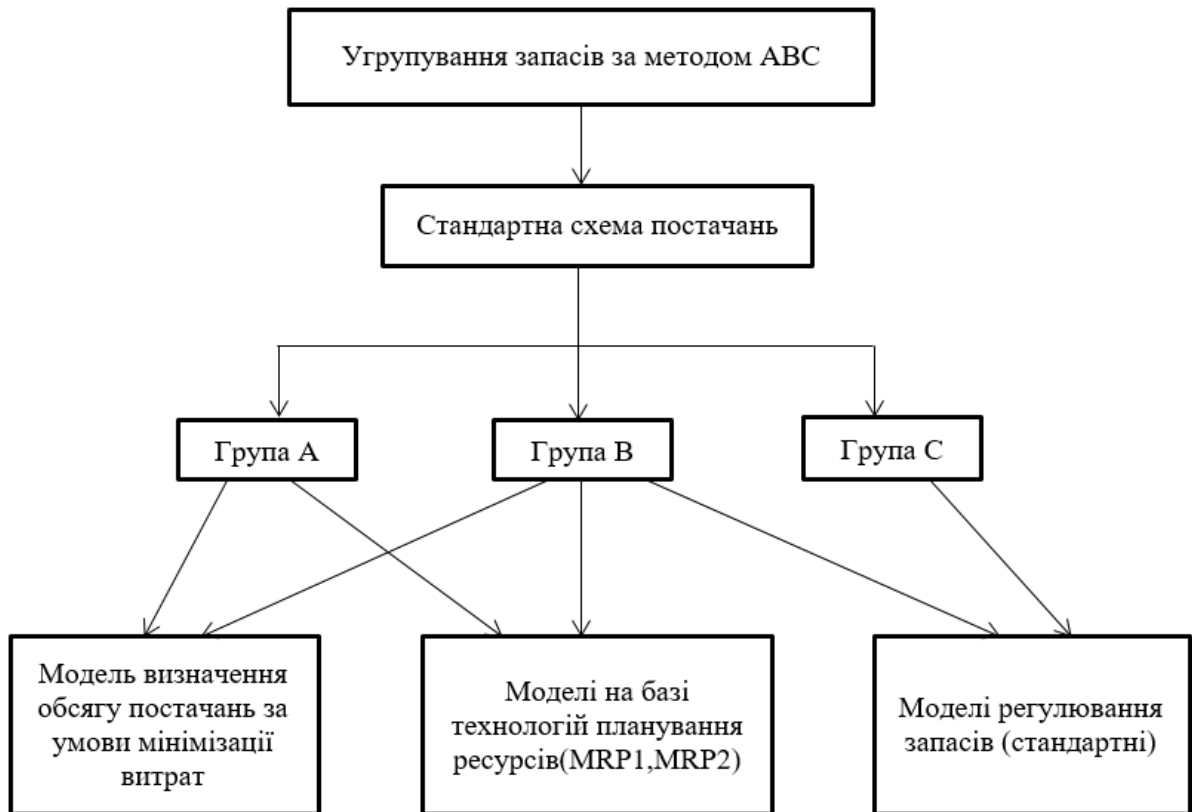 Угрупування запасів за методом АВС
Стандартна схема постачань
Група А
Група В
Група С
Модель визначення
обсягу постачань за
умови мінімізації
витрат
Моделі на базі
технологій планування
ресурсів(MRP1,MRP2)
Моделі регулювання
запасів (стандартні)